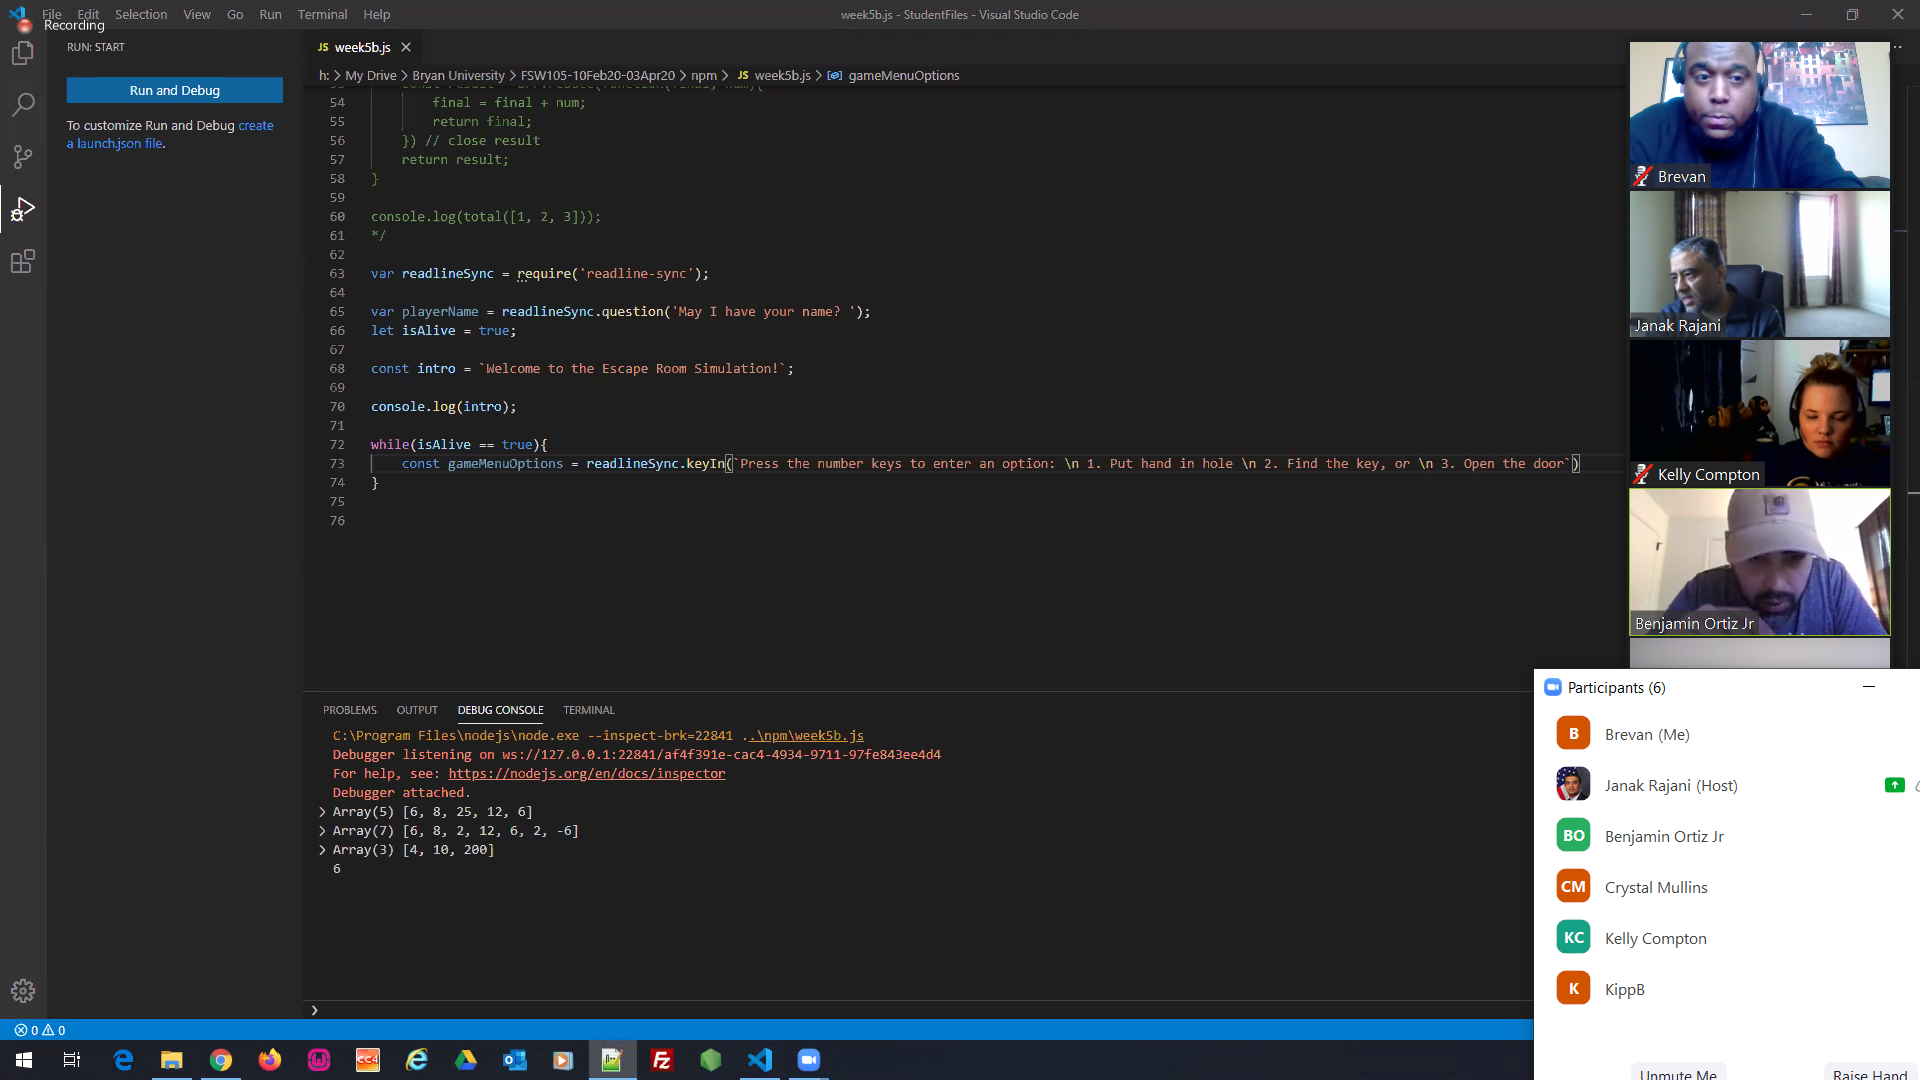 File Edit Selection View Go Run Terminal Help
week5b.js - StudentFiles - Visual Studio Code
Recording
RUN: START
Run and Debug
To customize Run and Debug create
a launch.json file.
JS week5b.js
h: > My Drive > Bryan University > FSW105-10Feb20-03Apr20 > npm > JS week5b.js > gameMenuOptions
54 final = final + num;
55 return final;
56 }) // close result
57 return result;
58 }
59
60 console.log(total([1, 2, 3]));
61 */
62
63 var readlineSync = require('readline-sync');
64
65 var playerName = readlineSync.question('May I have your name? ');
66 let isAlive = true;
67
68 const intro = `Welcome to the Escape Room Simulation!`;
69
70 console.log(intro);
71
72 while(isAlive == true){
73 const gameMenuOptions = readlineSync.keyIn(`Press the number keys to enter an option: \n 1. Put hand in hole \n 2. Find the key, or \n 3. Open the door`)
74 }
75
76
PROBLEMS OUTPUT DEBUG CONSOLE TERMINAL
C:\Program Files\nodejs\node.exe --inspect-brk=22841 ..\npm\week5b.js
Debugger listening on ws://127.0.0.1:22841/af4f391e-cac4-4934-9711-97fe843ee4d4
For help, see: https://nodejs.org/en/docs/inspector
Debugger attached.
> Array(5) [6, 8, 25, 12, 6]
> Array(7) [6, 8, 2, 12, 6, 2, -6]
> Array(3) [4, 10, 200]
6
0 0
Brevan
Janak Rajani
Kelly Compton
Benjamin Ortiz Jr
Participants (6)
B Brevan (Me)
Janak Rajani (Host)
BO Benjamin Ortiz Jr
CM Crystal Mullins
KC Kelly Compton
K KippB
Unmute Me Raise Hand
CC4
Fz